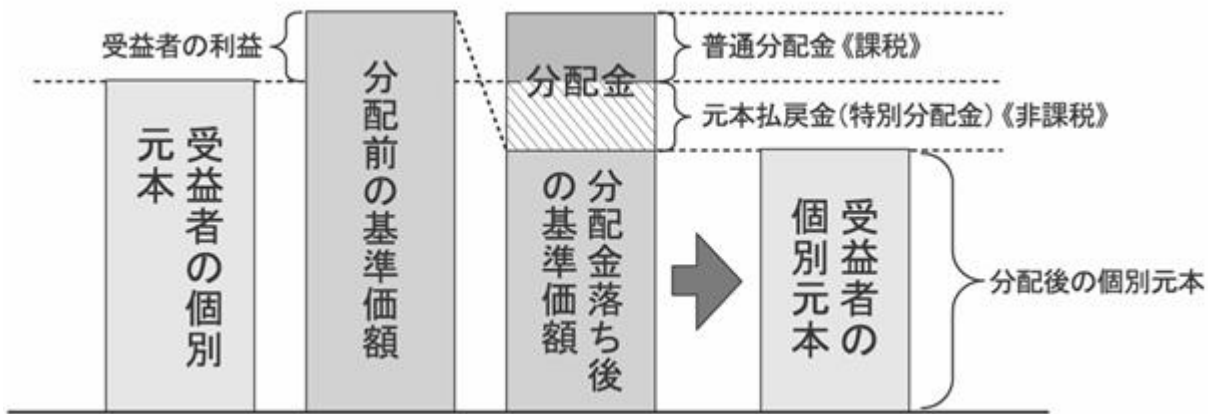 受益者の利益
受益者の個別
元本
分配前の基準価額
分配金
分配金落ち後
の基準価額
普通分配金《課税》
元本払戻金(特別分配金)《非課税》
受益者の
個別元本
分配後の個別元本